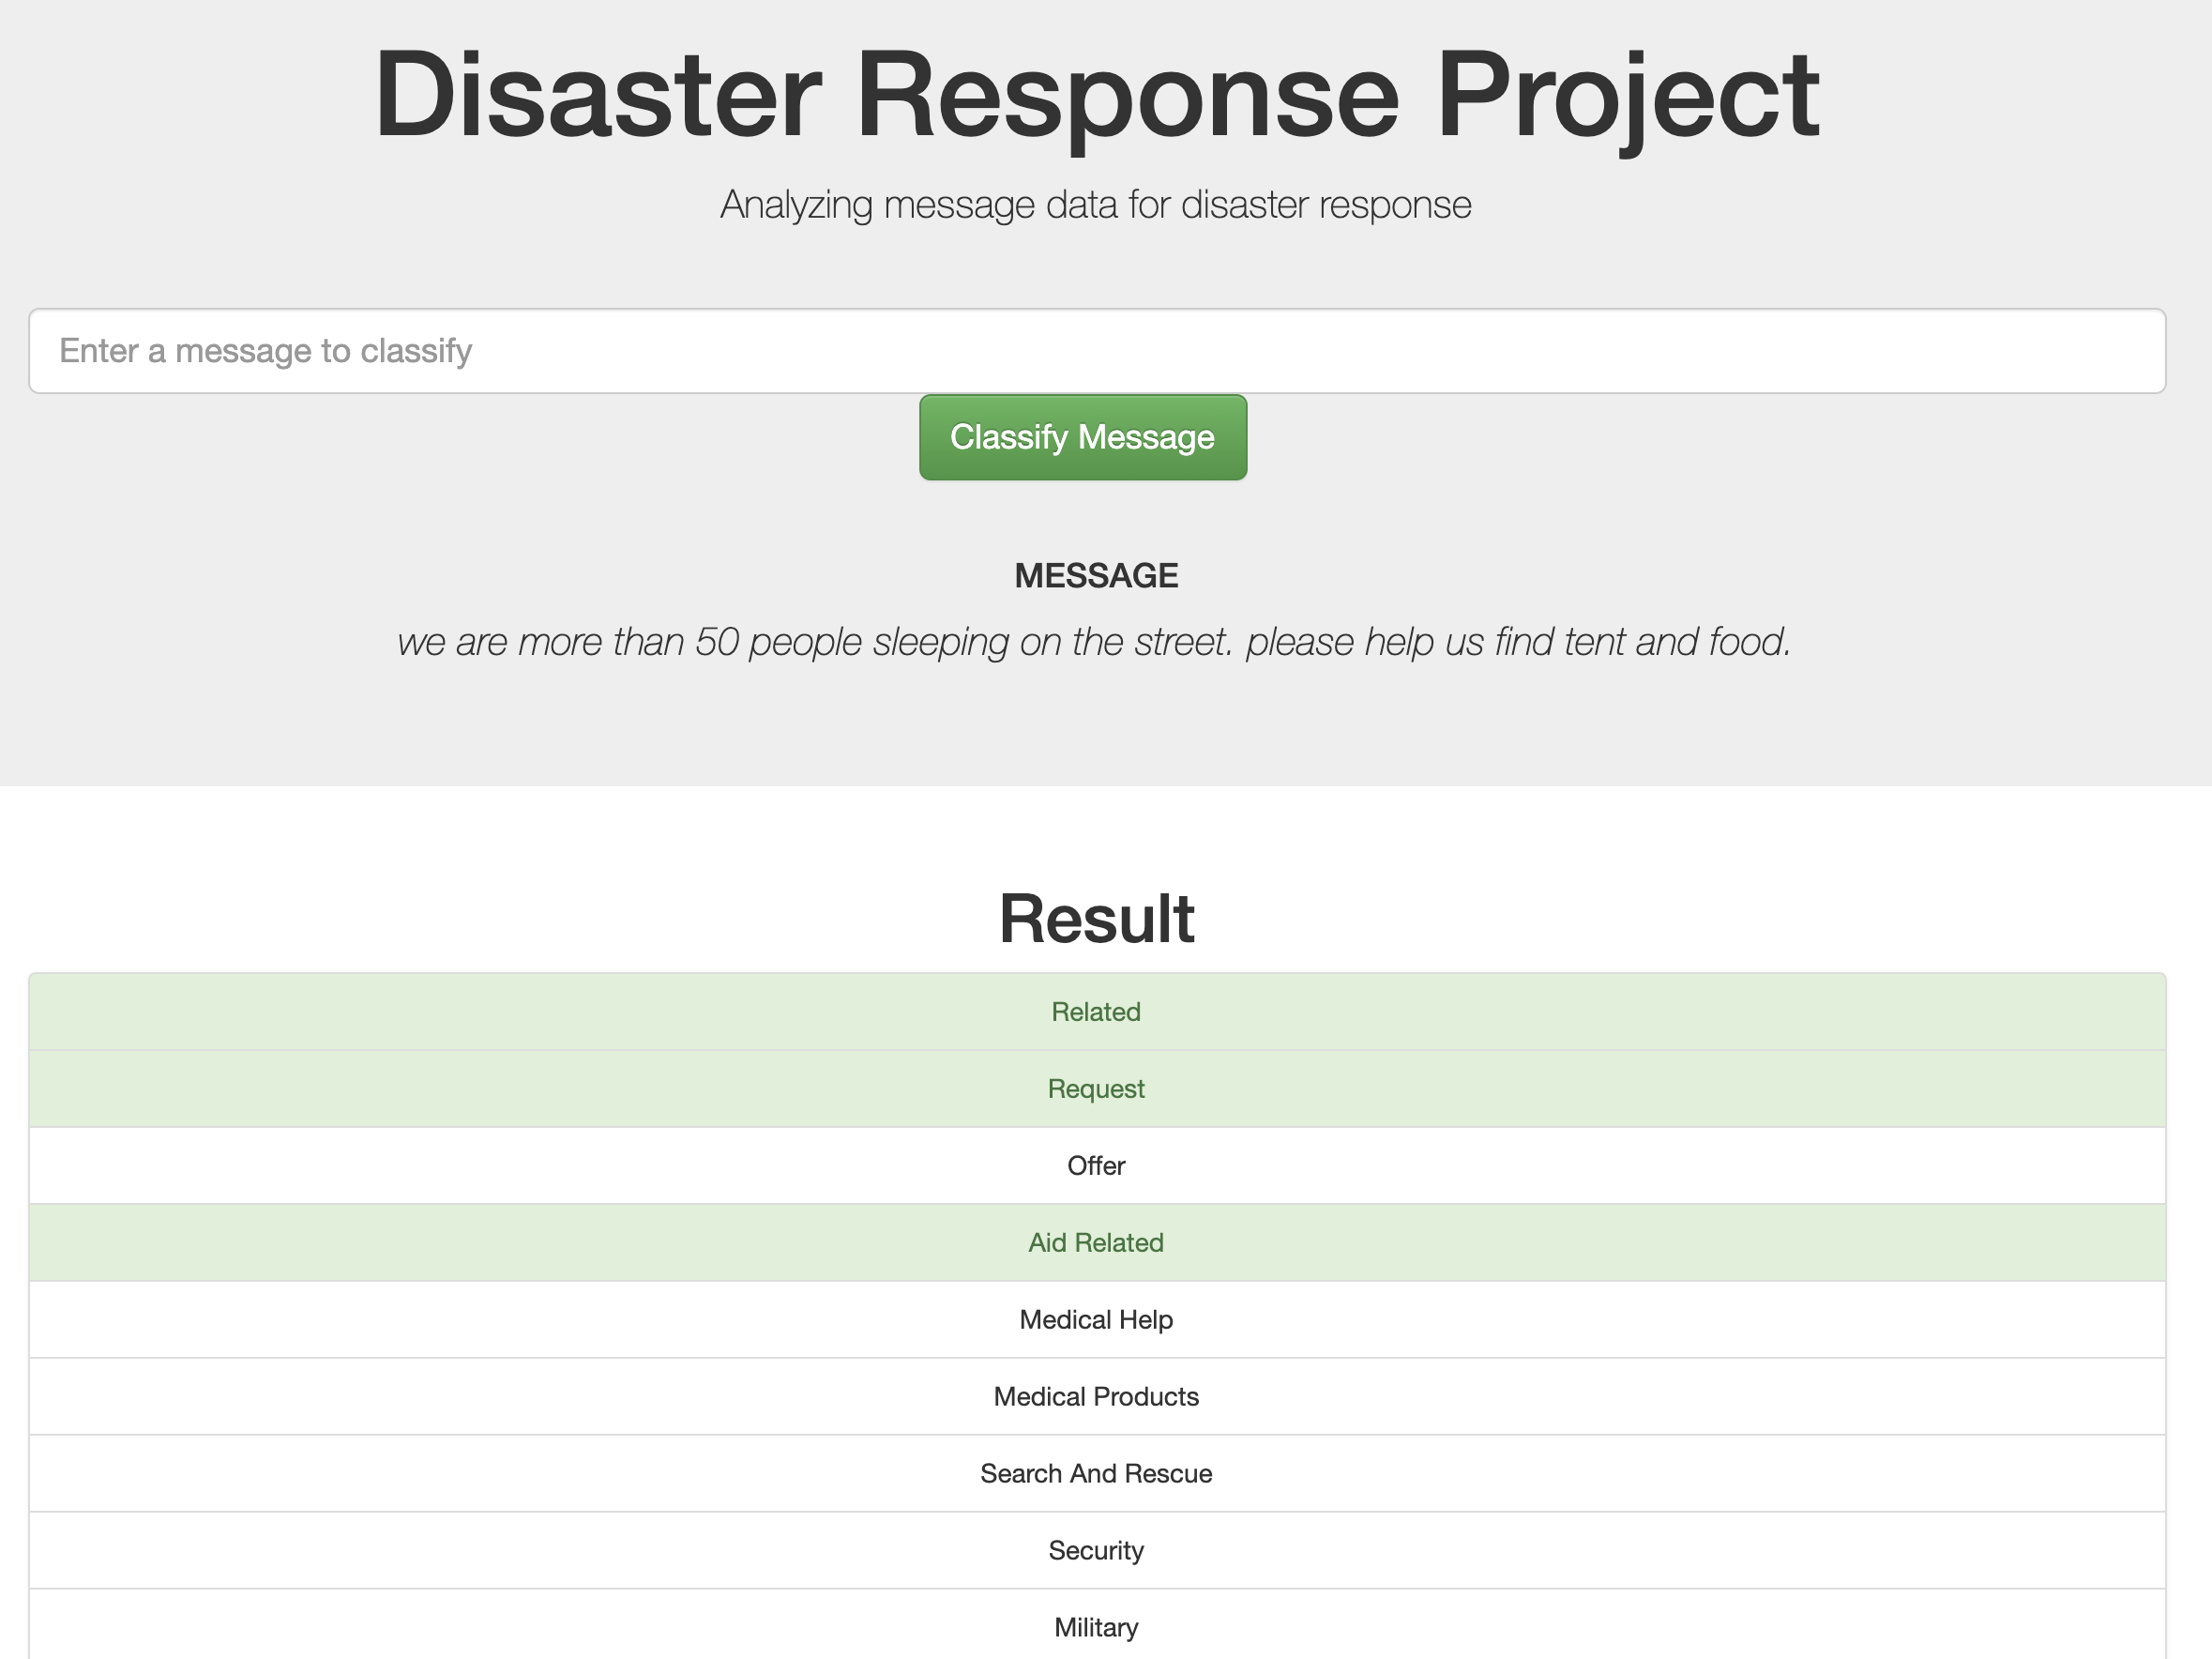 Disaster Response Project
Analyzing message data for disaster response
Enter a message to classify
Classify Message
MESSAGE
we are more than 50 people sleeping on the street. please help us find tent and food.
Result
Related
Request
Offer
Aid Related
Medical Help
Medical Products
Search And Rescue
Security
Military